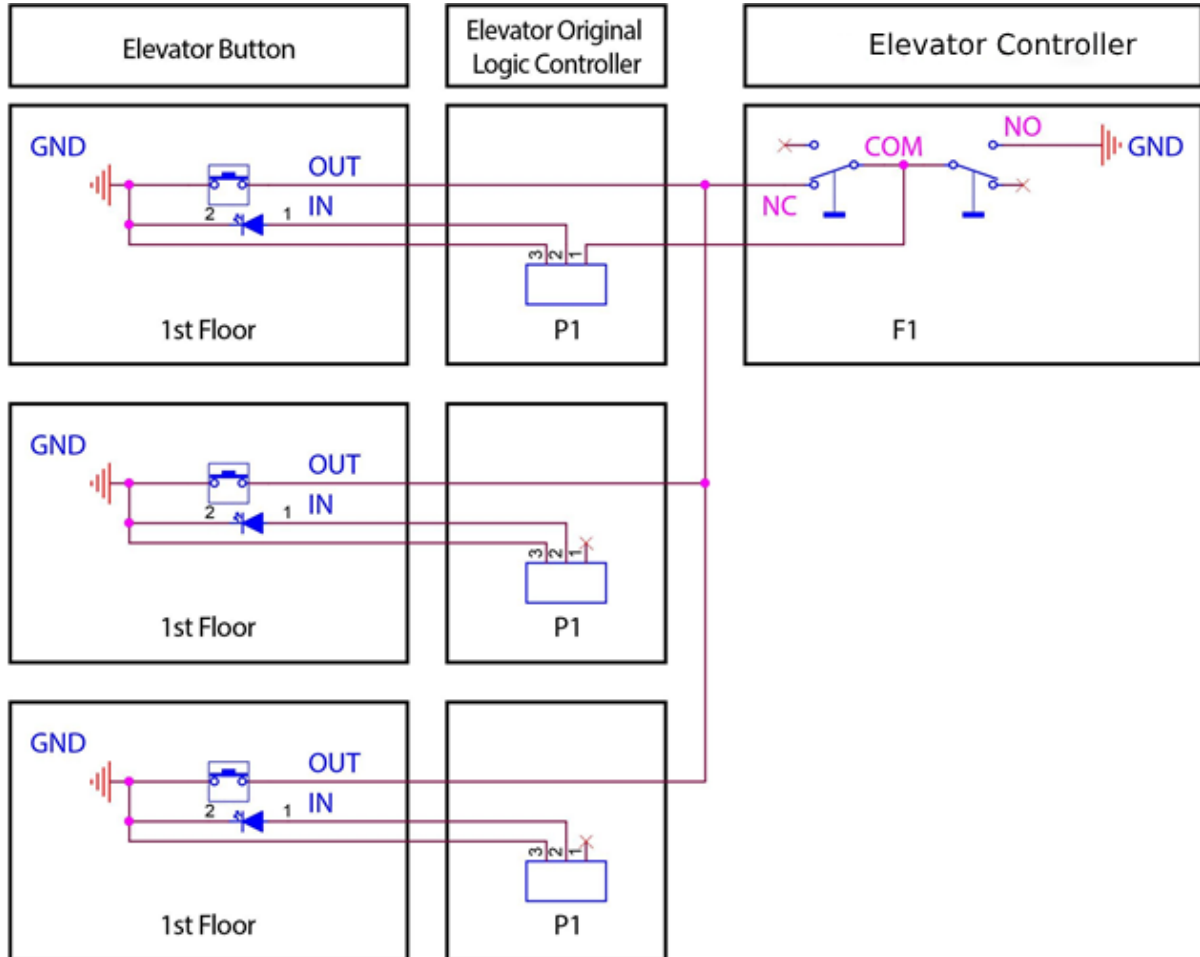 Elevator Button
Elevator Original
Logic Controller
Elevator Controller
GND
OUT
IN
2
1
3
2
1
1st Floor
P1
NO
COM
GND
NC
F1
GND
OUT
IN
2
1
3
2
1
1st Floor
P1
GND
OUT
IN
2
1
3
2
1
1st Floor
P1